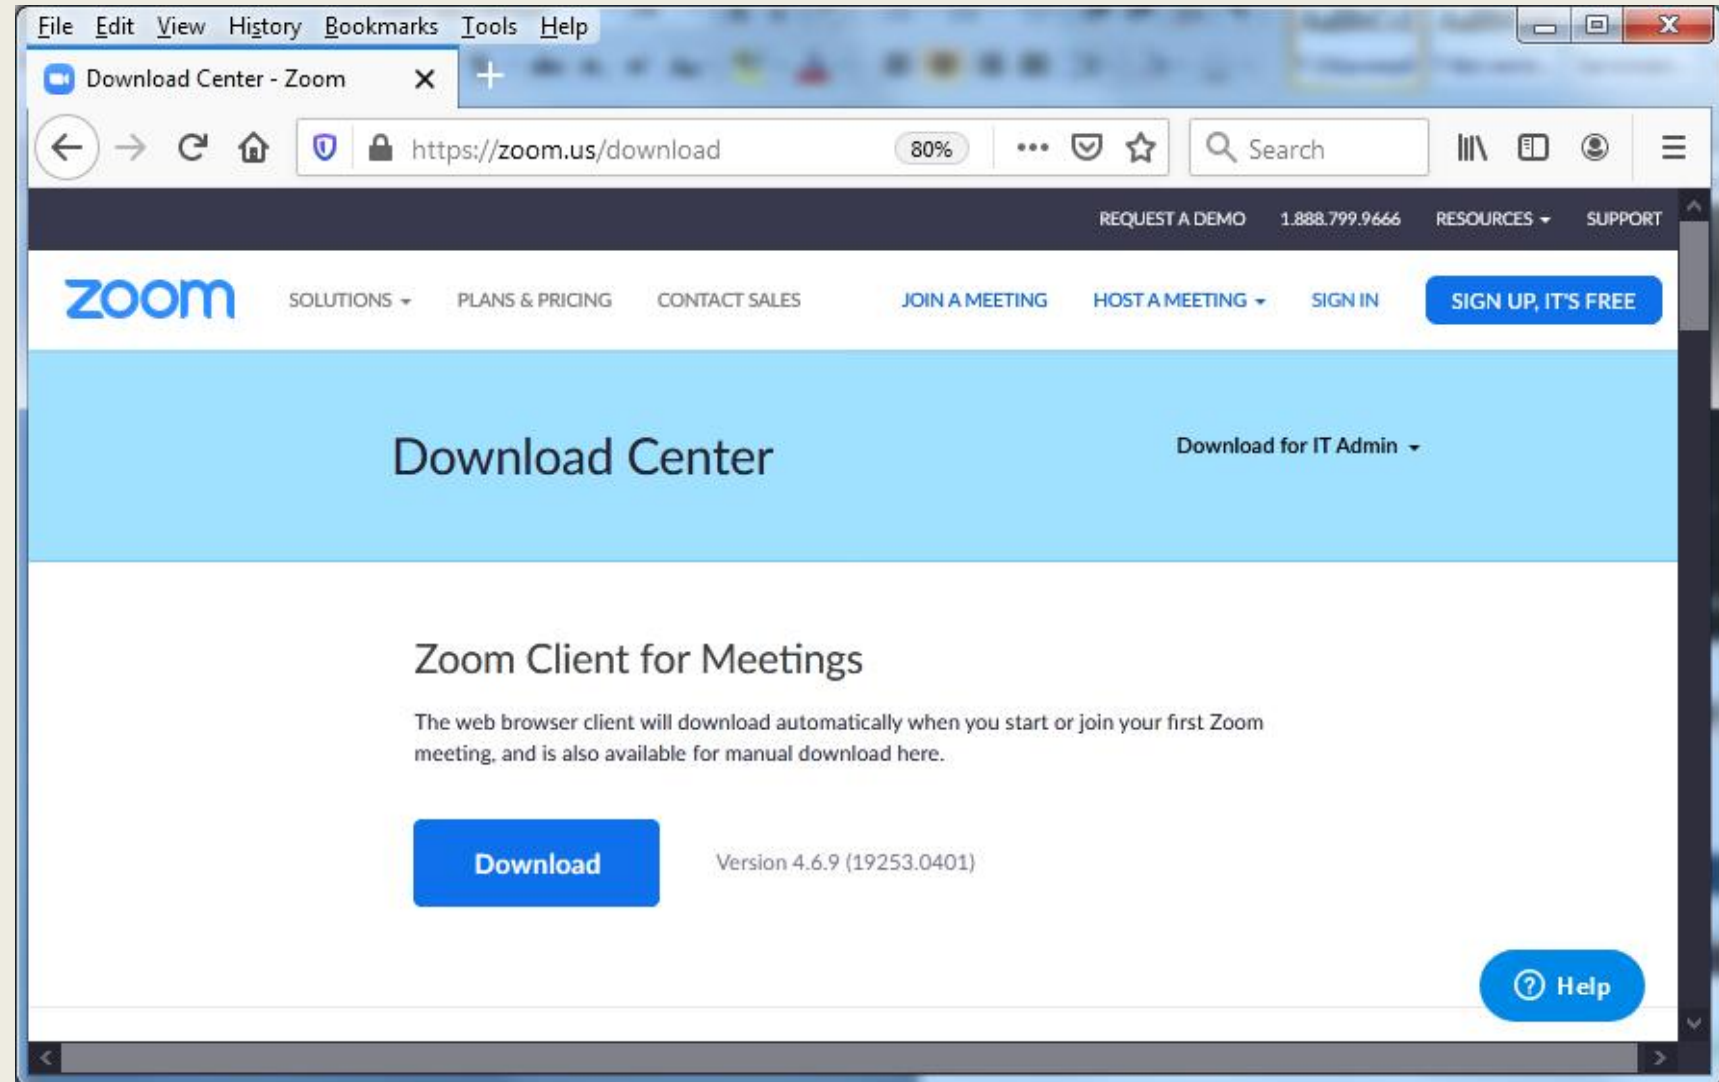 File Edit View History Bookmarks Tools Help
Download Center - Zoom
https://zoom.us/download 80% Search
REQUEST A DEMO 1.888.799.9666 RESOURCES SUPPORT
zoom SOLUTIONS PLANS & PRICING CONTACT SALES JOIN A MEETING HOST A MEETING SIGN IN SIGN UP, IT'S FREE
Download Center
Download for IT Admin
Zoom Client for Meetings
The web browser client will download automatically when you start or join your first Zoom
meeting, and is also available for manual download here.
Download Version 4.6.9 (19253.0401)
Help